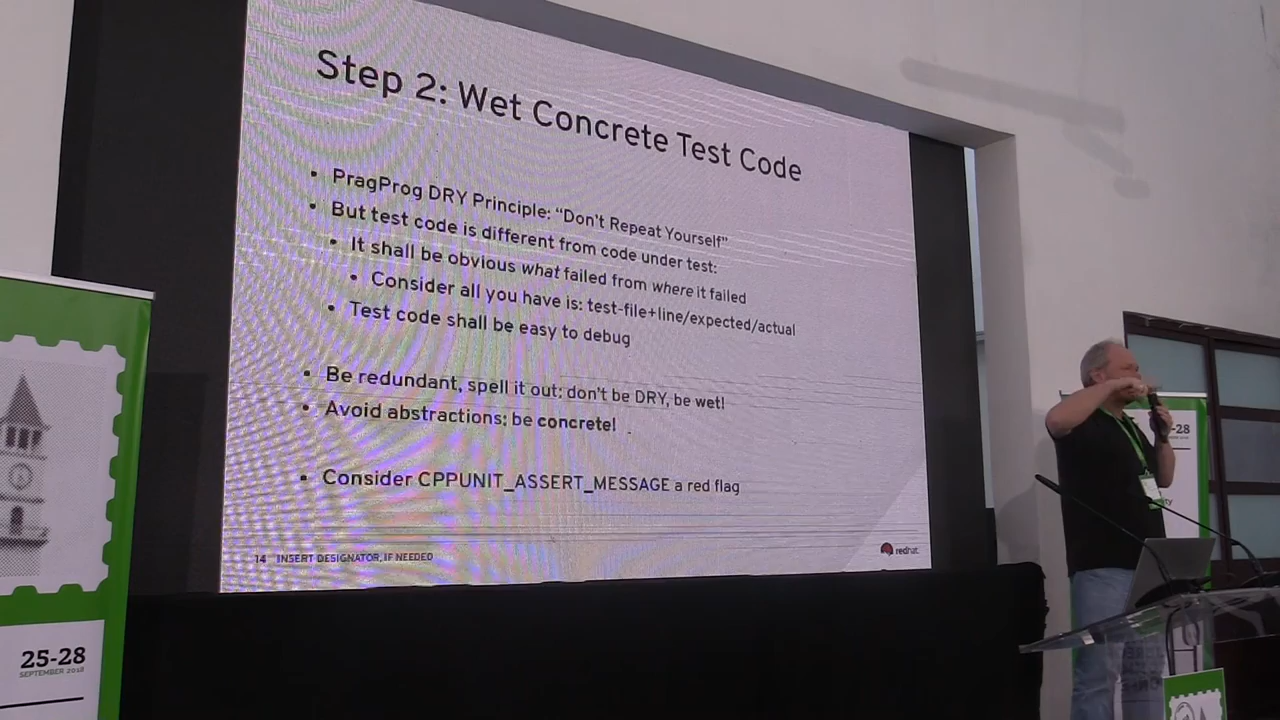 Step 2: Wet Concrete Test Code
• PragProg DRY Principle: “Don't Repeat Yourself”
• But test code is different from code under test:
• It shall be obvious what failed from where it failed
• Consider all you have is: test-file+line/expected/actual
• Test code shall be easy to debug
• Be redundant, spell it out; don't be DRY, be wet!
• Avoid abstractions; be concrete!
• Consider CPPUNIT_ASSERT_MESSAGE a red flag
14 INSERT DESIGNATOR, IF NEEDED
redhat.
25-28
SEPTEMBER 2018
-28